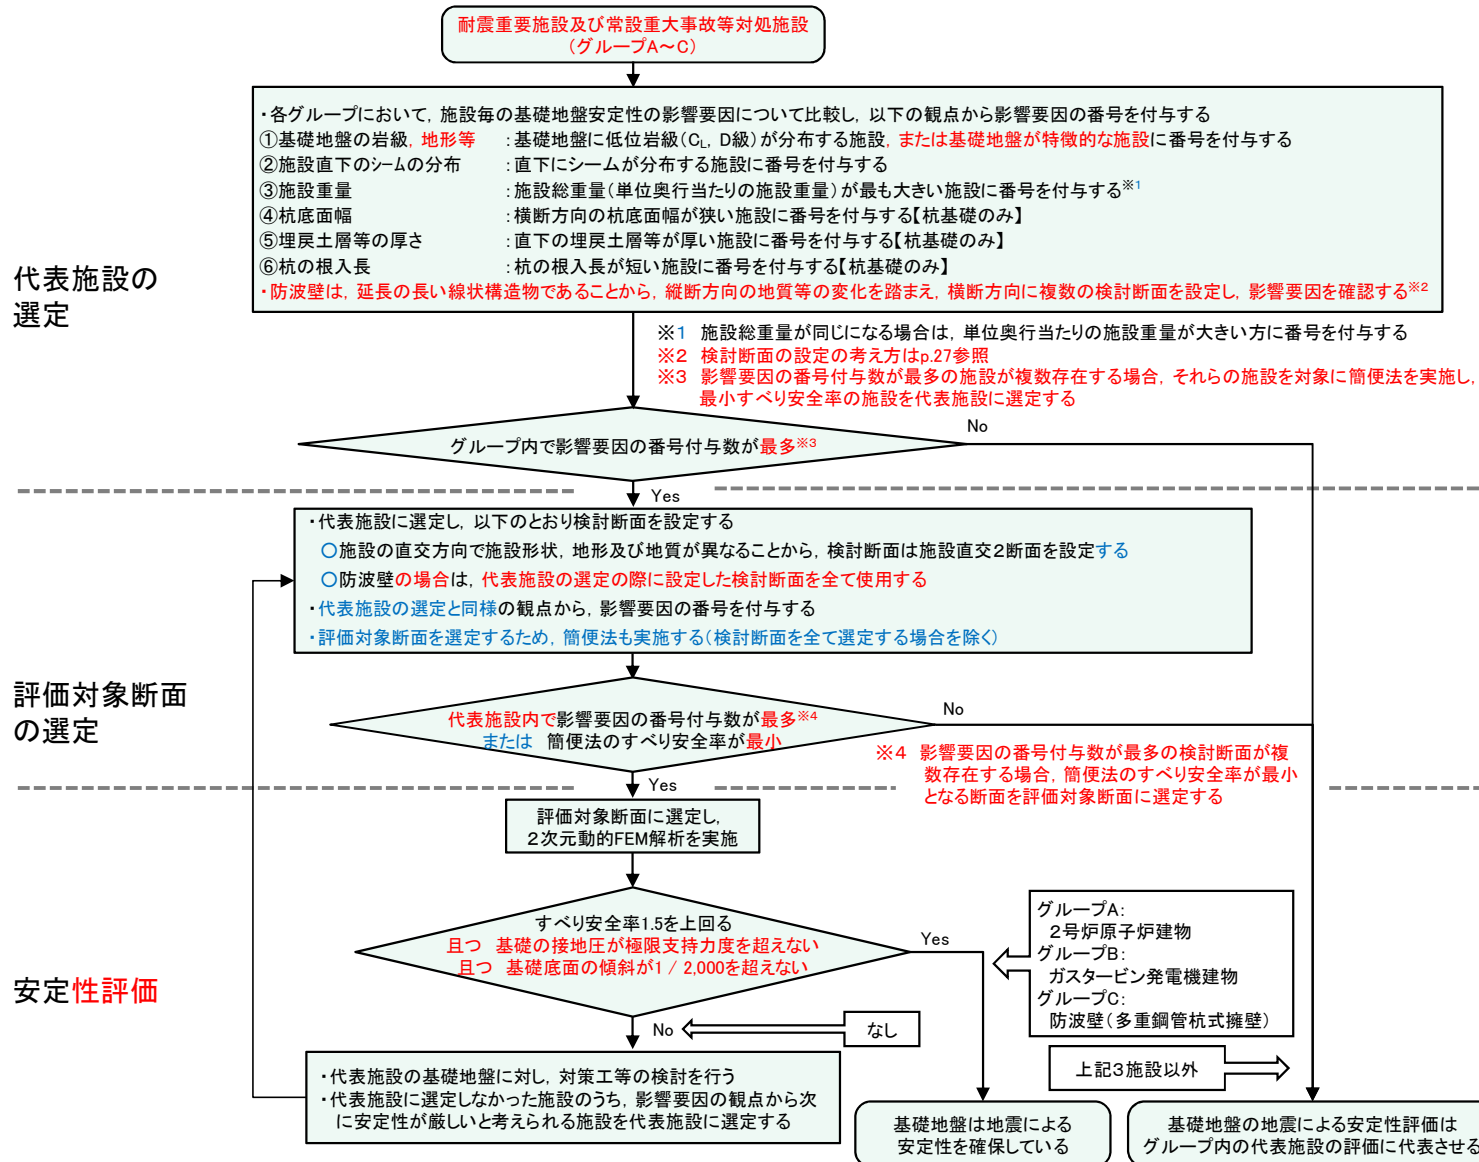 耐震重要施設及び常設重大事故等対処施設
(グループA～C)
代表施設の
選定
・各グループにおいて, 施設毎の基礎地盤安定性の影響要因について比較し, 以下の観点から影響要因の番号を付与する
①基礎地盤の岩級, 地形等 :基礎地盤に低位岩級(CL, D級)が分布する施設, または基礎地盤が特徴的な施設に番号を付与する
②施設直下のシームの分布 :直下にシームが分布する施設に番号を付与する
③施設重量 :施設総重量(単位奥行当たりの施設重量)が最も大きい施設に番号を付与する※1
④杭底面幅 :横断方向の杭底面幅が狭い施設に番号を付与する【杭基礎のみ】
⑤埋戻土層等の厚さ :直下の埋戻土層等が厚い施設に番号を付与する【杭基礎のみ】
⑥杭の根入長 :杭の根入長が短い施設に番号を付与する【杭基礎のみ】
・防波壁は, 延長の長い線状構造物であることから, 縦断方向の地質等の変化を踏まえ, 横断方向に複数の検討断面を設定し, 影響要因を確認する※2
※1 施設総重量が同じになる場合は, 単位奥行当たりの施設重量が大きい方に番号を付与する
※2 検討断面の設定の考え方はp.27参照
※3 影響要因の番号付与数が最多の施設が複数存在する場合, それらの施設を対象に簡便法を実施し,
最小すべり安全率の施設を代表施設に選定する
グループ内で影響要因の番号付与数が最多※3
No
Yes
評価対象断面
の選定
・代表施設に選定し, 以下のとおり検討断面を設定する
○施設の直交方向で施設形状, 地形及び地質が異なることから, 検討断面は施設直交2断面を設定する
○防波壁の場合は, 代表施設の選定の際に設定した検討断面を全て使用する
・代表施設の選定と同様の観点から, 影響要因の番号を付与する
・評価対象断面を選定するため, 簡便法も実施する(検討断面を全て選定する場合を除く)
代表施設内で影響要因の番号付与数が最多※4
または 簡便法のすべり安全率が最小
No
Yes
※4 影響要因の番号付与数が最多の検討断面が複
数存在する場合, 簡便法のすべり安全率が最小
となる断面を評価対象断面に選定する
評価対象断面に選定し,
2次元動的FEM解析を実施
安定性評価
すべり安全率1.5を上回る
且つ 基礎の接地圧が極限支持力度を超えない
且つ 基礎底面の傾斜が1／2,000を超えない
Yes
No
なし
グループA:
2号炉原子炉建物
グループB:
ガスタービン発電機建物
グループC:
防波壁(多重鋼管杭式擁壁)
上記3施設以外
・代表施設の基礎地盤に対し, 対策工等の検討を行う
・代表施設に選定しなかった施設のうち, 影響要因の観点から次
に安定性が厳しいと考えられる施設を代表施設に選定する
基礎地盤は地震による
安定性を確保している
基礎地盤の地震による安定性評価は
グループ内の代表施設の評価に代表させる